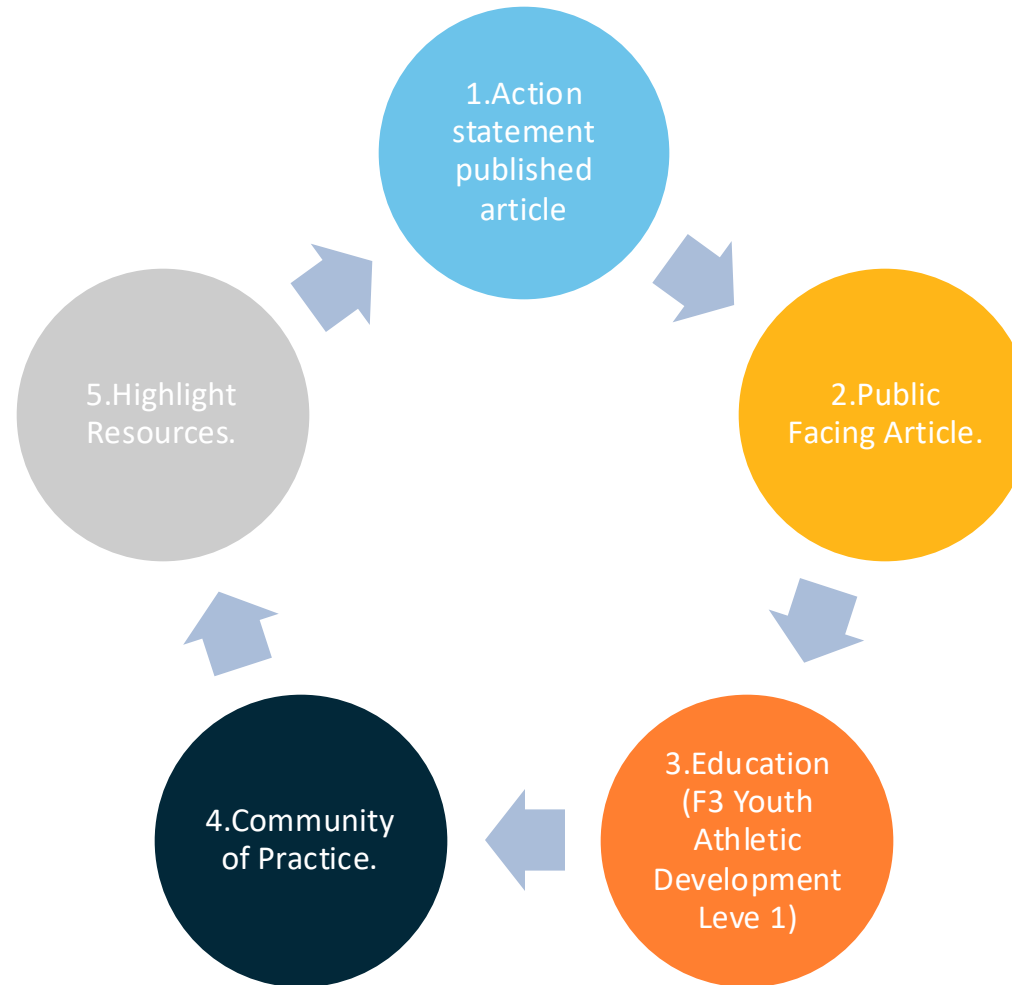 1.Action
statement
published
article
2.Public
Facing Article.
3.Education
(F3 Youth
Athletic
Development
Leve 1)
4.Community
of Practice.
5.Highlight
Resources.